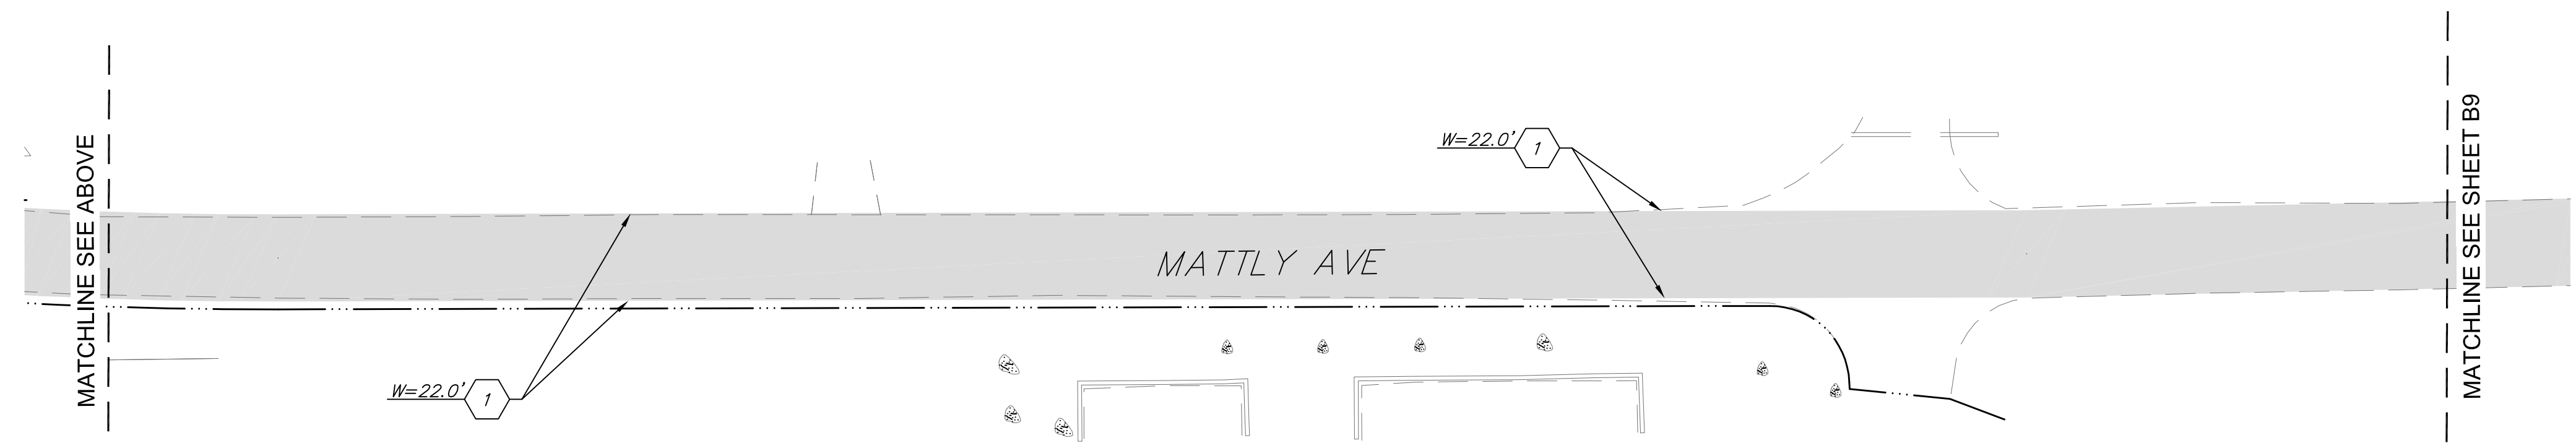 MATCHLINE SEE ABOVE
W=22.0' 1
MATTLY AVE
W=22.0' 1
MATCHLINE SEE SHEET B9